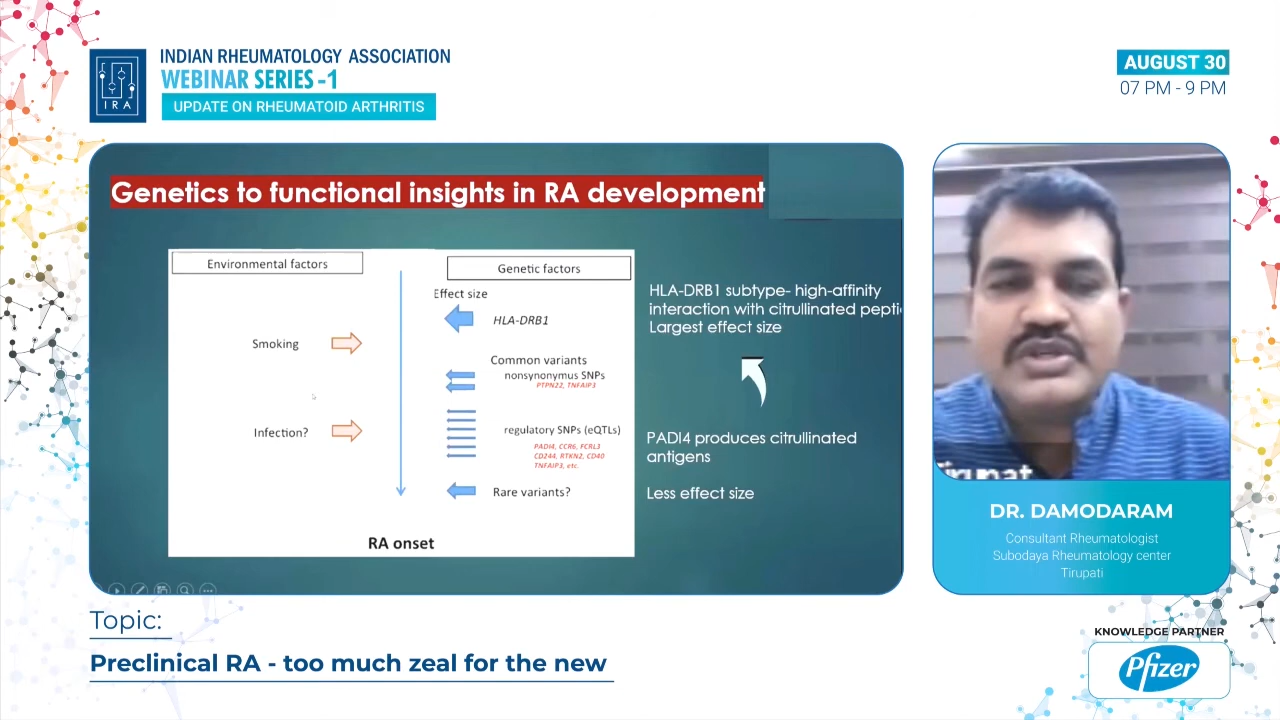 INDIAN RHEUMATOLOGY ASSOCIATION
WEBINAR SERIES -1
UPDATE ON RHEUMATOID ARTHRITIS
IRA
AUGUST 30
07 PM - 9 PM
Genetics to functional insights in RA development
Environmental factors
Smoking
Infection?
Genetic factors
Effect size
HLA-DRB1
Common variants
nonsynonymus SNPs
PTPN22, TNFAIP3
regulatory SNPs (eQTLs)
PADI4, CCR6, FCRL3
CD244, RTKN2, CD40
TNFAIP3, etc.
Rare variants?
RA onset
HLA-DRB1 subtype- high-affinity
interaction with citrullinated pepti
Largest effect size
PADI4 produces citrullinated
antigens
Less effect size
DR. DAMODARAM
Consultant Rheumatologist
Subodaya Rheumatology center
Tirupati
Topic:
Preclinical RA - too much zeal for the new
KNOWLEDGE PARTNER
Pfizer